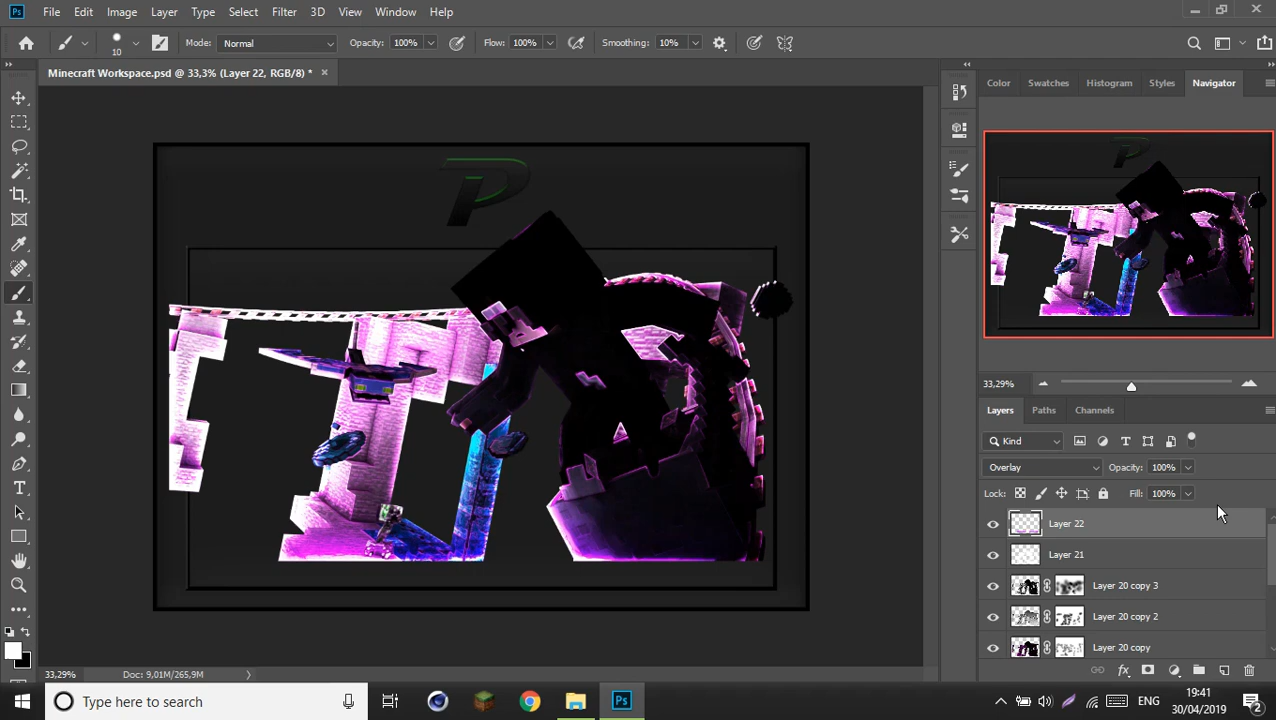 Ps File Edit Image Layer Type Select Filter 3D View Window Help
10 Mode: Normal Opacity: 100% Flow: 100% Smoothing: 10%
Minecraft Workspace.psd @ 33,3% (Layer 22, RGB/8) *
Color Swatches Histogram Styles Navigator
P
33,29%
Layers Paths Channels
Kind
Overlay Opacity: 100%
Lock: Fill: 100%
Layer 22
Layer 21
Layer 20 copy 3
Layer 20 copy 2
Layer 20 copy
33,29% Doc: 9,01M/265,9M
Type here to search
Ps
ENG
19:41
30/04/2019
2